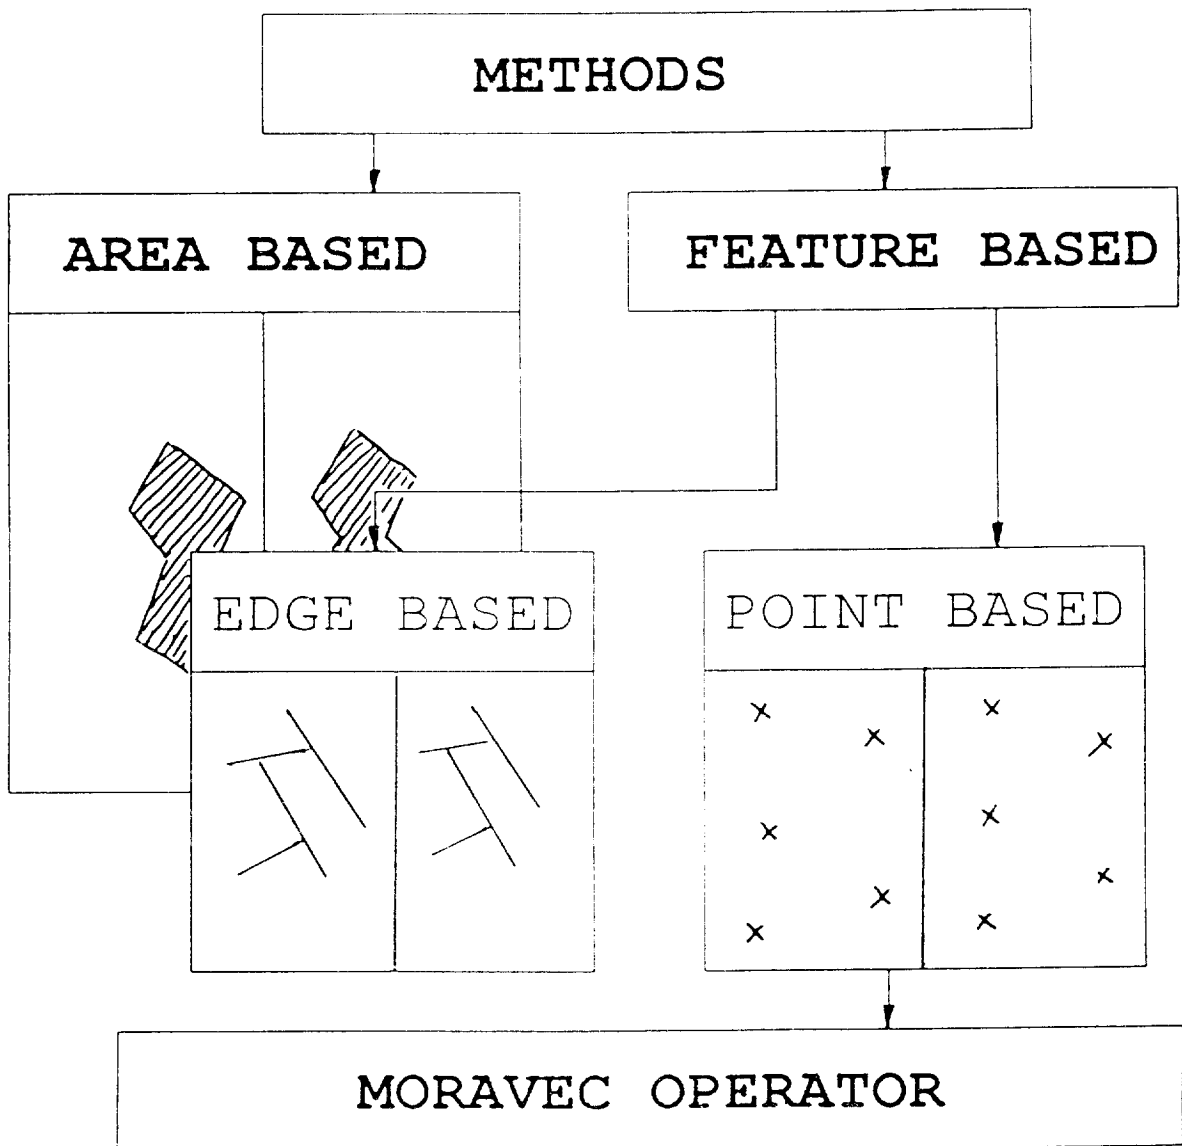 METHODS
AREA BASED
FEATURE BASED
EDGE BASED
POINT BASED
MORAVEC OPERATOR